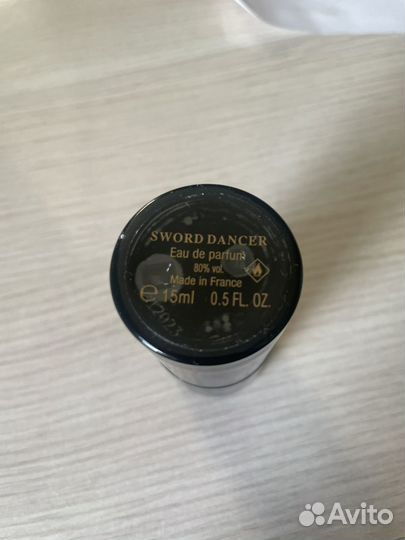 SWORD DANCER
Eau de parfum
80% vol.
Made in France
℮ 15ml 0.5 FL. OZ.
Avito